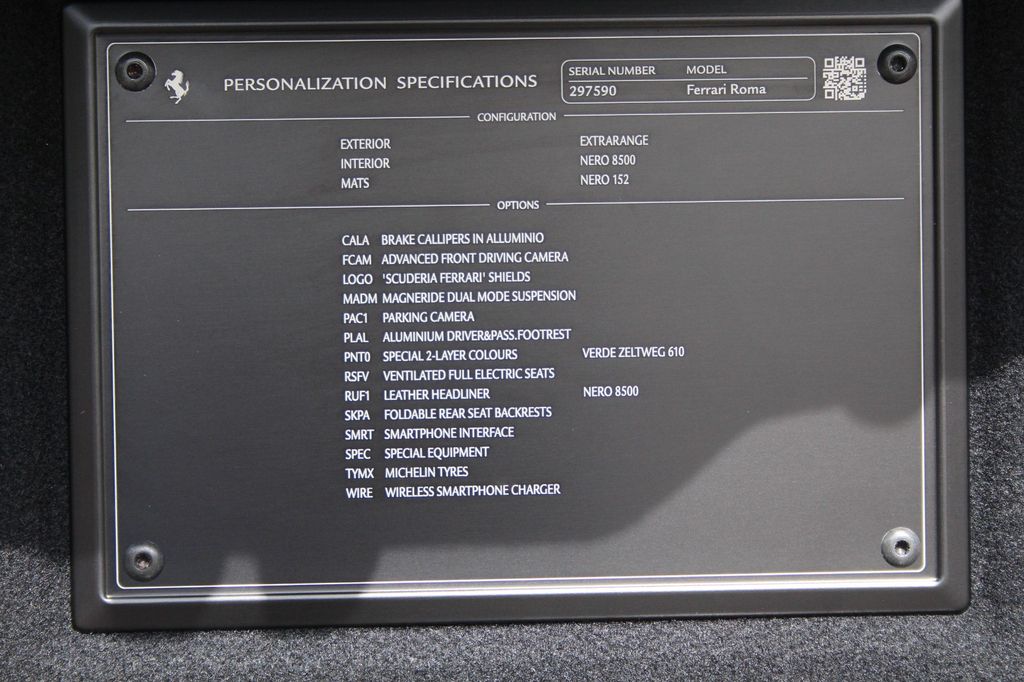 PERSONALIZATION SPECIFICATIONS
SERIAL NUMBER MODEL
297590 Ferrari Roma
CONFIGURATION
EXTERIOR EXTRARANGE
INTERIOR NERO 8500
MATS NERO 152
OPTIONS
CALA BRAKE CALLIPERS IN ALLUMINIO
FCAM ADVANCED FRONT DRIVING CAMERA
LOGO 'SCUDERIA FERRARI' SHIELDS
MADM MAGNERIDE DUAL MODE SUSPENSION
PAC1 PARKING CAMERA
PLAL ALUMINIUM DRIVER&PASS.FOOTREST
PNT0 SPECIAL 2-LAYER COLOURS VERDE ZELTWEG 610
RSFV VENTILATED FULL ELECTRIC SEATS
RUF1 LEATHER HEADLINER NERO 8500
SKPA FOLDABLE REAR SEAT BACKRESTS
SMRT SMARTPHONE INTERFACE
SPEC SPECIAL EQUIPMENT
TYMX MICHELIN TYRES
WIRE WIRELESS SMARTPHONE CHARGER